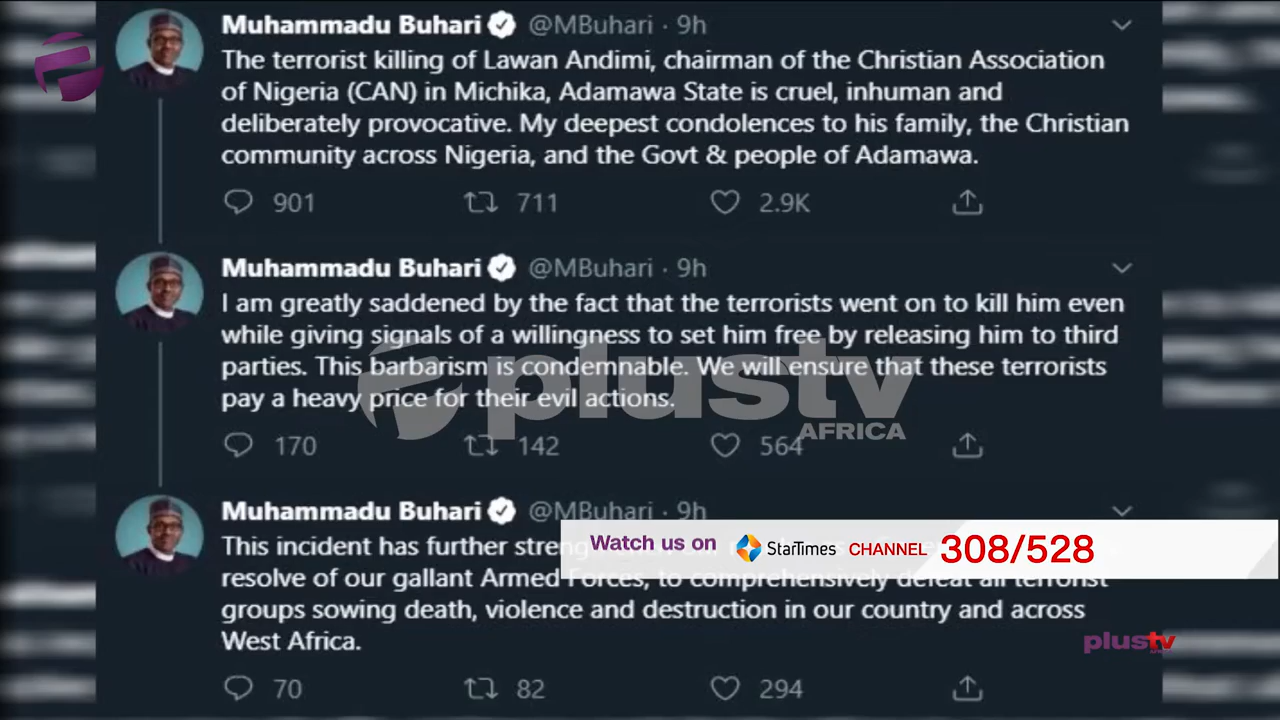 Muhammadu Buhari @MBuhari · 9h
The terrorist killing of Lawan Andimi, chairman of the Christian Association
of Nigeria (CAN) in Michika, Adamawa State is cruel, inhuman and
deliberately provocative. My deepest condolences to his family, the Christian
community across Nigeria, and the Govt & people of Adamawa.
901 711 2.9K
Muhammadu Buhari @MBuhari · 9h
I am greatly saddened by the fact that the terrorists went on to kill him even
while giving signals of a willingness to set him free by releasing him to third
parties. This barbarism is condemnable. We will ensure that these terrorists
pay a heavy price for their evil actions.
plustv
AFRICA
170 142 564
Muhammadu Buhari @MBuhari · 9h
This incident has further
Watch us on StarTimes CHANNEL 308/528
resolve of our gallant Armed Forces, to comprehensively defeat all terrorist
groups sowing death, violence and destruction in our country and across
West Africa.
plustv
70 82 294